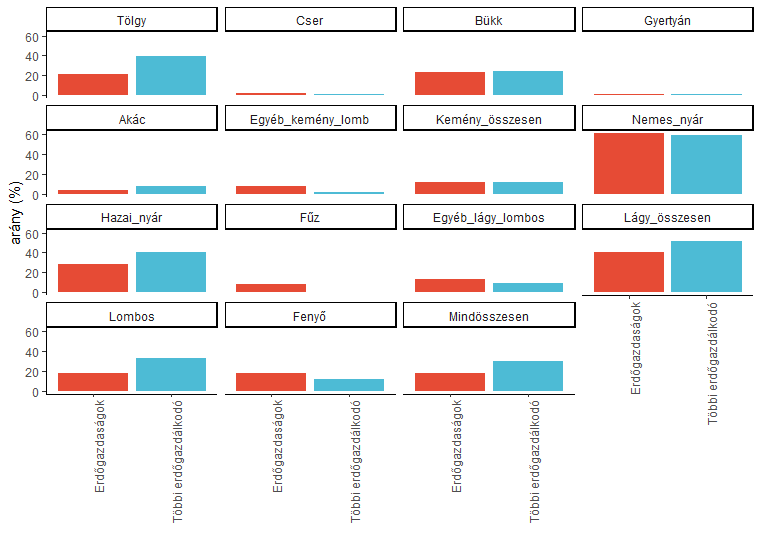 Tölgy Cser Bükk Gyertyán
60
40
20
0
Akác Egyéb_kemény_lomb Kemény_összesen Nemes_nyár
60
40
20
0
arány (%)
Hazai_nyár Fűz Egyéb_lágy_lombos Lágy_összesen
60
40
20
0
Lombos Fenyő Mindösszesen
60
40
20
0
Erdőgazdaságok Többi erdőgazdálkodó
Erdőgazdaságok Többi erdőgazdálkodó
Erdőgazdaságok Többi erdőgazdálkodó
Erdőgazdaságok Többi erdőgazdálkodó